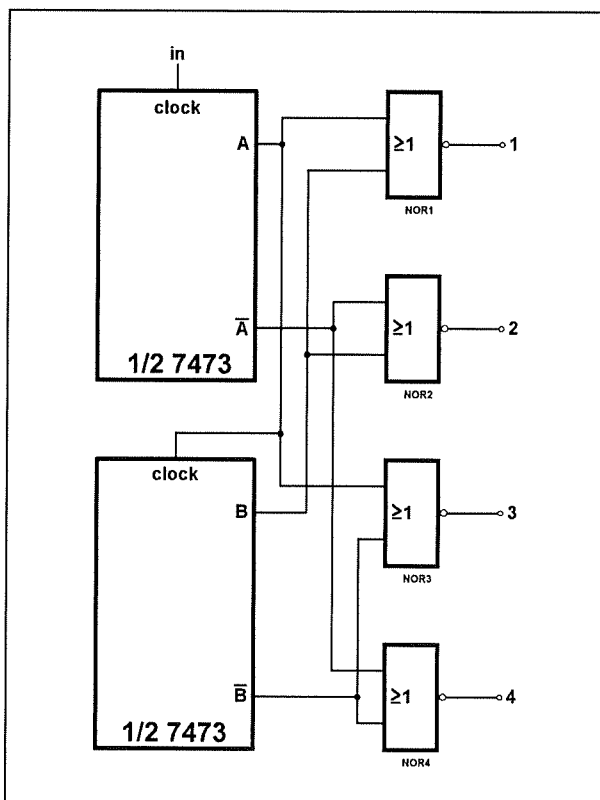 in
clock
A
≥1
1
NOR1
A̅
≥1
2
1/2 7473
NOR2
clock
B
≥1
3
NOR3
B̅
≥1
4
1/2 7473
NOR4